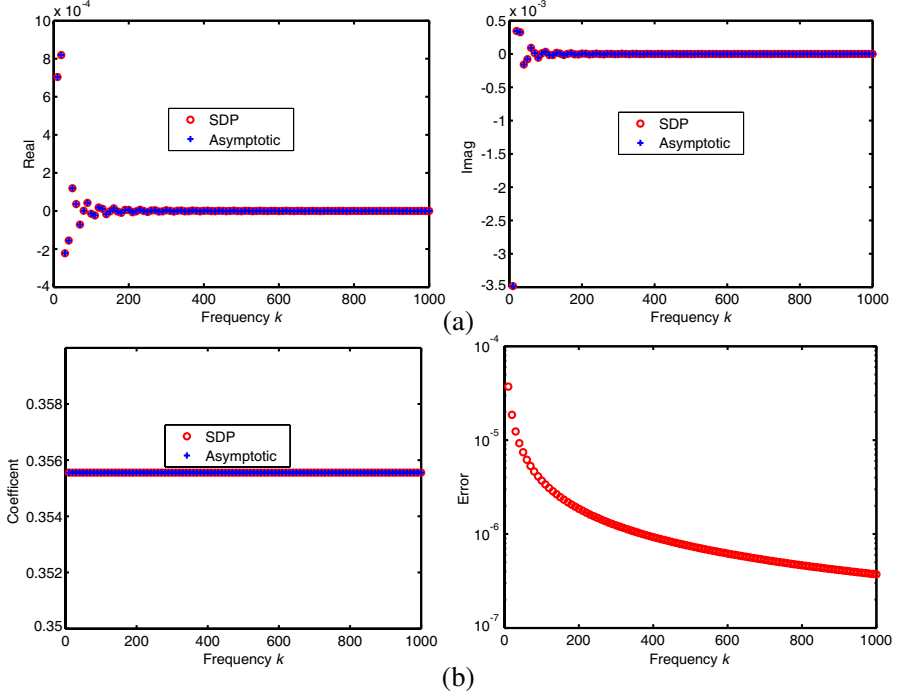 x 10⁻⁴
10
8
6
4
2
0
−2
−4
0
200
400
600
800
1000
Real
Frequency k
SDP
Asymptotic
x 10⁻³
0.5
0
−0.5
−1
−1.5
−2
−2.5
−3
−3.5
0
200
400
600
800
1000
Imag
Frequency k
SDP
Asymptotic
(a)
0.358
0.356
0.354
0.352
0.35
0
200
400
600
800
1000
Coefficent
Frequency k
SDP
Asymptotic
10⁻⁴
10⁻⁵
10⁻⁶
10⁻⁷
0
200
400
600
800
1000
Error
Frequency k
(b)